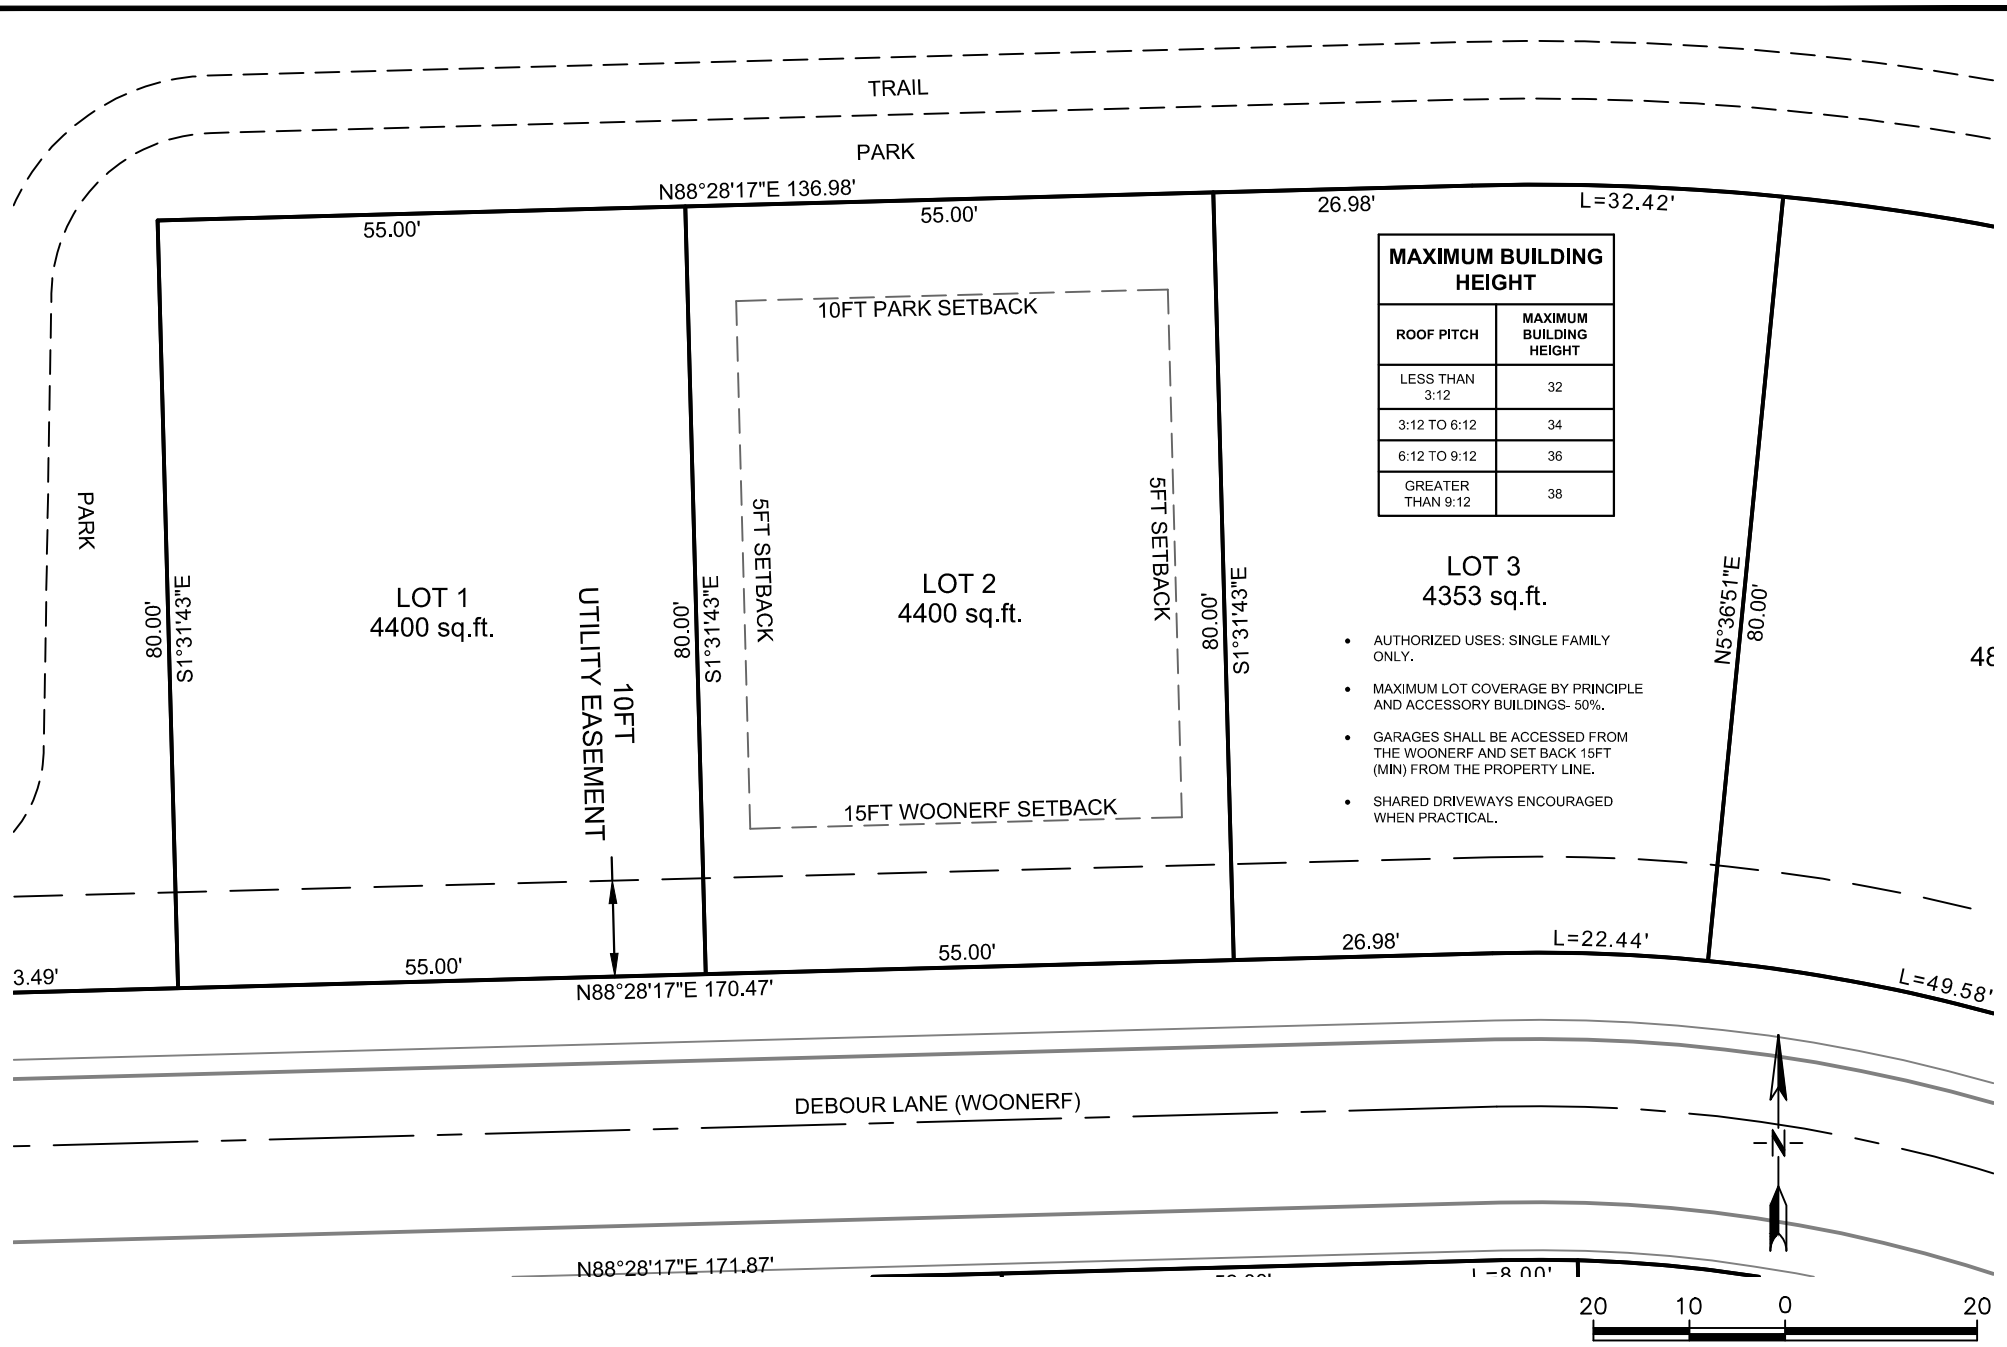 TRAIL
PARK
N88°28'17"E 136.98'
55.00'
55.00'
26.98'
L=32.42'
MAXIMUM BUILDING
HEIGHT
ROOF PITCH
MAXIMUM
BUILDING
HEIGHT
LESS THAN
3:12
32
3:12 TO 6:12
34
6:12 TO 9:12
36
GREATER
THAN 9:12
38
10FT PARK SETBACK
PARK
80.00'
S1°31'43"E
LOT 1
4400 sq.ft.
10FT
UTILITY EASEMENT
80.00'
S1°31'43"E
5FT SETBACK
LOT 2
4400 sq.ft.
5FT SETBACK
80.00'
S1°31'43"E
LOT 3
4353 sq.ft.
• AUTHORIZED USES: SINGLE FAMILY
ONLY.
• MAXIMUM LOT COVERAGE BY PRINCIPLE
AND ACCESSORY BUILDINGS- 50%.
• GARAGES SHALL BE ACCESSED FROM
THE WOONERF AND SET BACK 15FT
(MIN) FROM THE PROPERTY LINE.
• SHARED DRIVEWAYS ENCOURAGED
WHEN PRACTICAL.
N5°36'51"E
80.00'
15FT WOONERF SETBACK
3.49'
55.00'
55.00'
26.98'
L=22.44'
L=49.58'
N88°28'17"E 170.47'
DEBOUR LANE (WOONERF)
N
N88°28'17"E 171.87'
L=8.00'
20 10 0 20